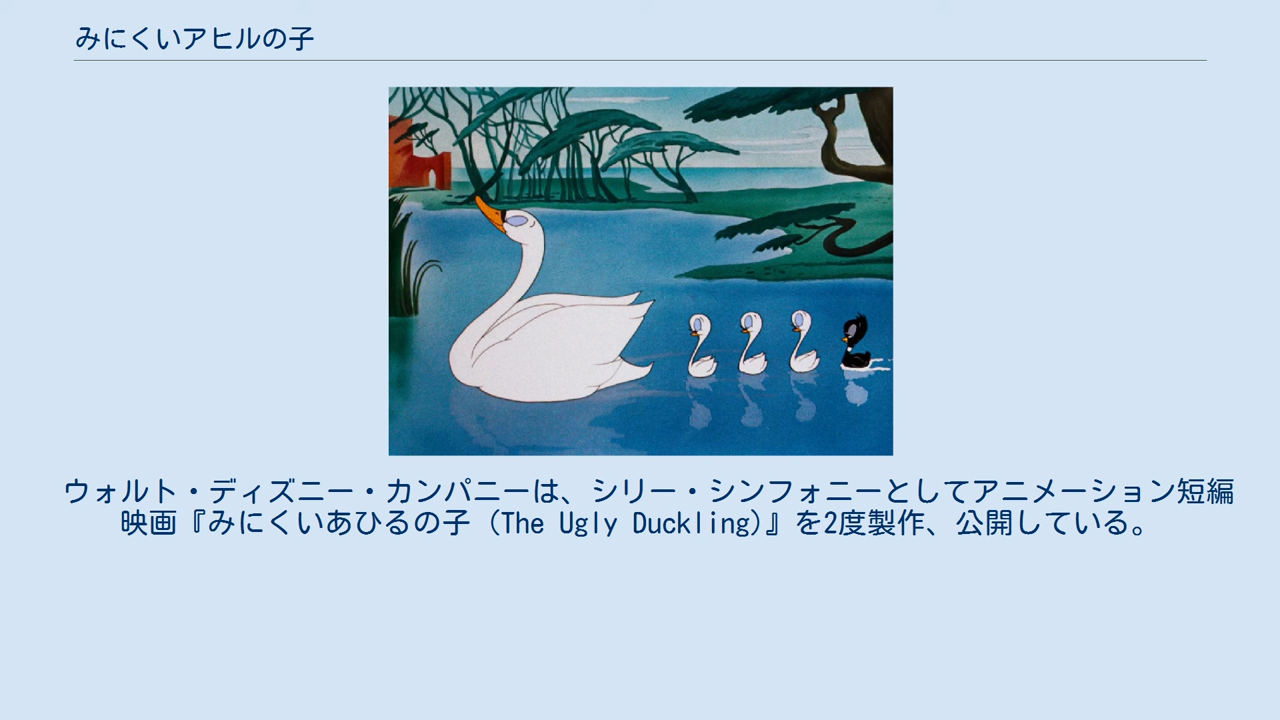 みにくいアヒルの子
ウォルト・ディズニー・カンパニーは、シリー・シンフォニーとしてアニメーション短編
映画『みにくいあひるの子 (The Ugly Duckling)』を2度製作、公開している。